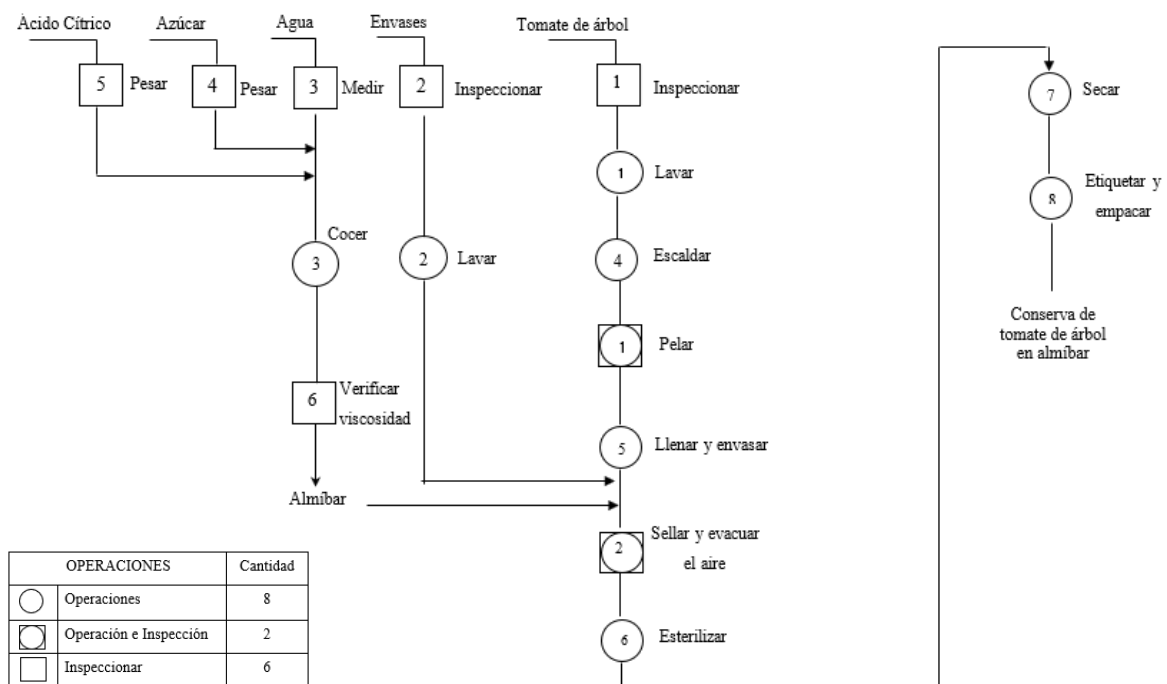 Ácido Cítrico
Azúcar
Agua
Envases
Tomate de árbol
5
Pesar
4
Pesar
3
Medir
2
Inspeccionar
1
Inspeccionar
7
Secar
1
Lavar
8
Etiquetar y
empacar
Cocer
3
2
Lavar
4
Escaldar
Conserva de
tomate de árbol
en almíbar
1
Pelar
6
Verificar
viscosidad
5
Llenar y envasar
Almíbar
2
Sellar y evacuar
el aire
6
Esterilizar
OPERACIONES Cantidad
Operaciones 8
Operación e Inspección 2
Inspeccionar 6